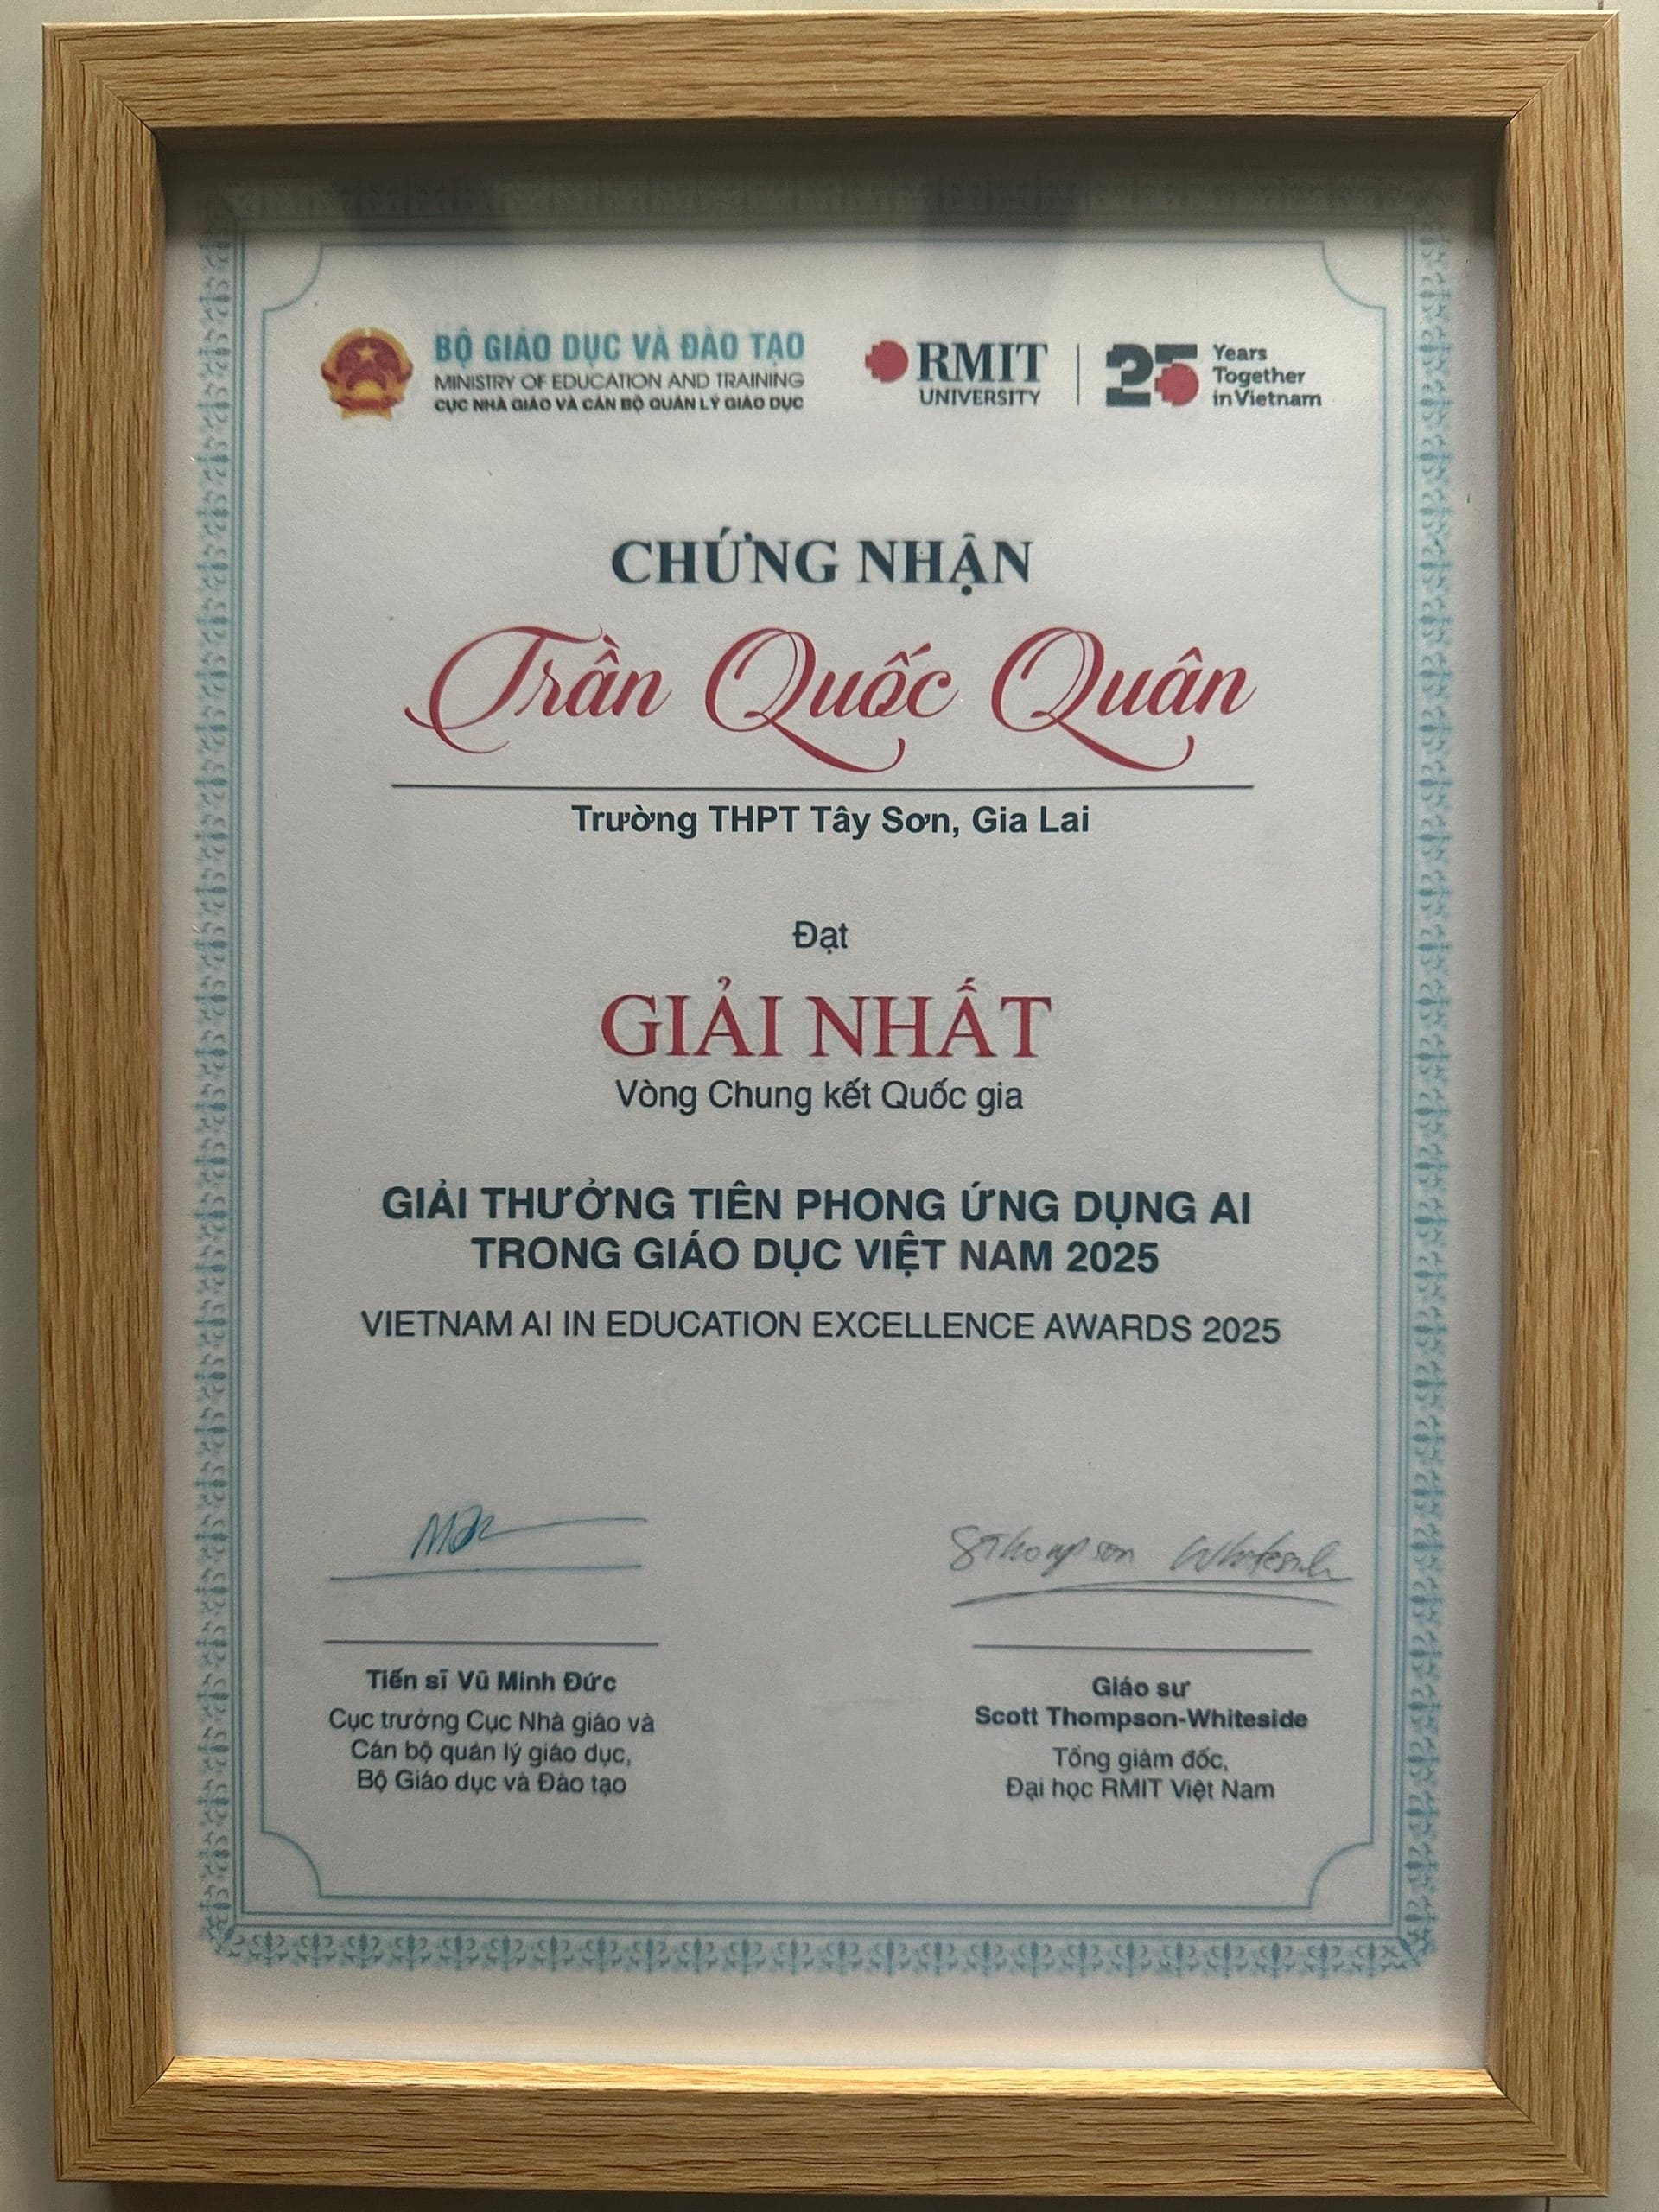 BỘ GIÁO DỤC VÀ ĐÀO TẠO
MINISTRY OF EDUCATION AND TRAINING
CỤC NHÀ GIÁO VÀ CÁN BỘ QUẢN LÝ GIÁO DỤC
RMIT
UNIVERSITY
25
Years
Together
in Vietnam
CHỨNG NHẬN
Trần Quốc Quân
Trường THPT Tây Sơn, Gia Lai
Đạt
GIẢI NHẤT
Vòng Chung kết Quốc gia
GIẢI THƯỞNG TIÊN PHONG ỨNG DỤNG AI
TRONG GIÁO DỤC VIỆT NAM 2025
VIETNAM AI IN EDUCATION EXCELLENCE AWARDS 2025
SThompson Whiteside
Tiến sĩ Vũ Minh Đức
Cục trưởng Cục Nhà giáo và
Cán bộ quản lý giáo dục,
Bộ Giáo dục và Đào tạo
Giáo sư
Scott Thompson-Whiteside
Tổng giám đốc,
Đại học RMIT Việt Nam